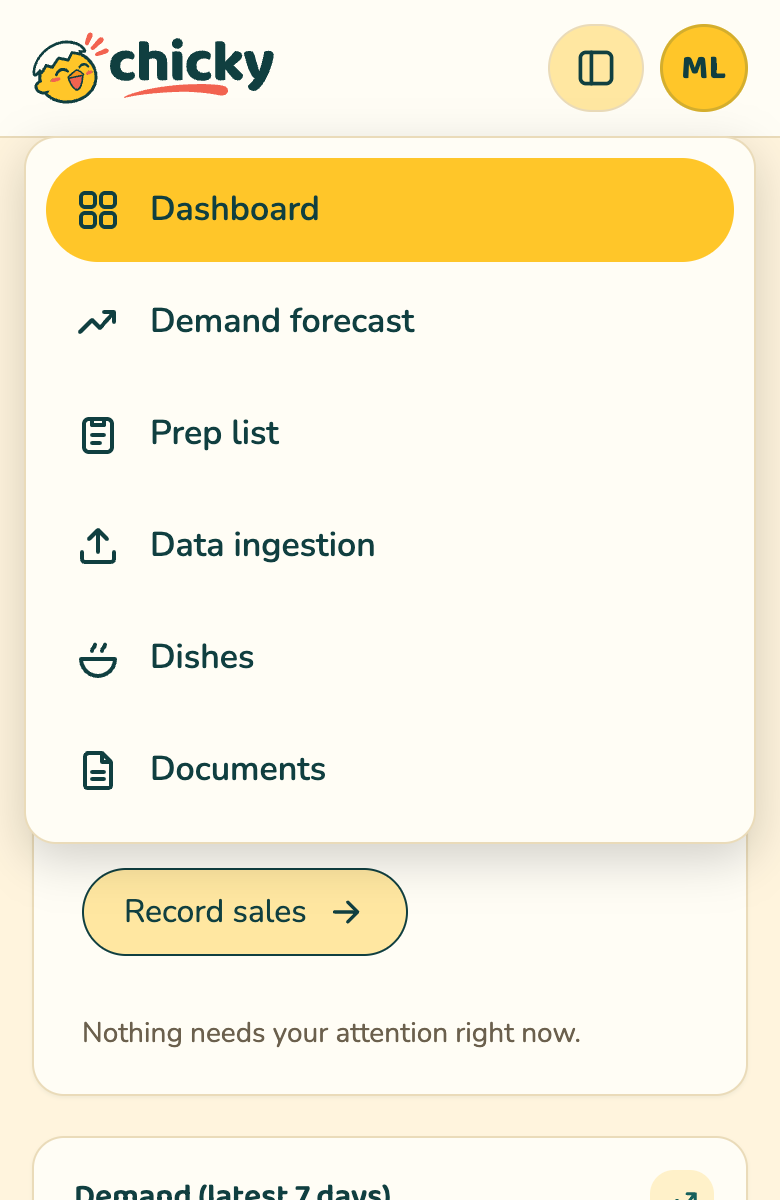 chicky
ML
Dashboard
Demand forecast
Prep list
Data ingestion
Dishes
Documents
Record sales
Nothing needs your attention right now.
Demand (latest 7 days)